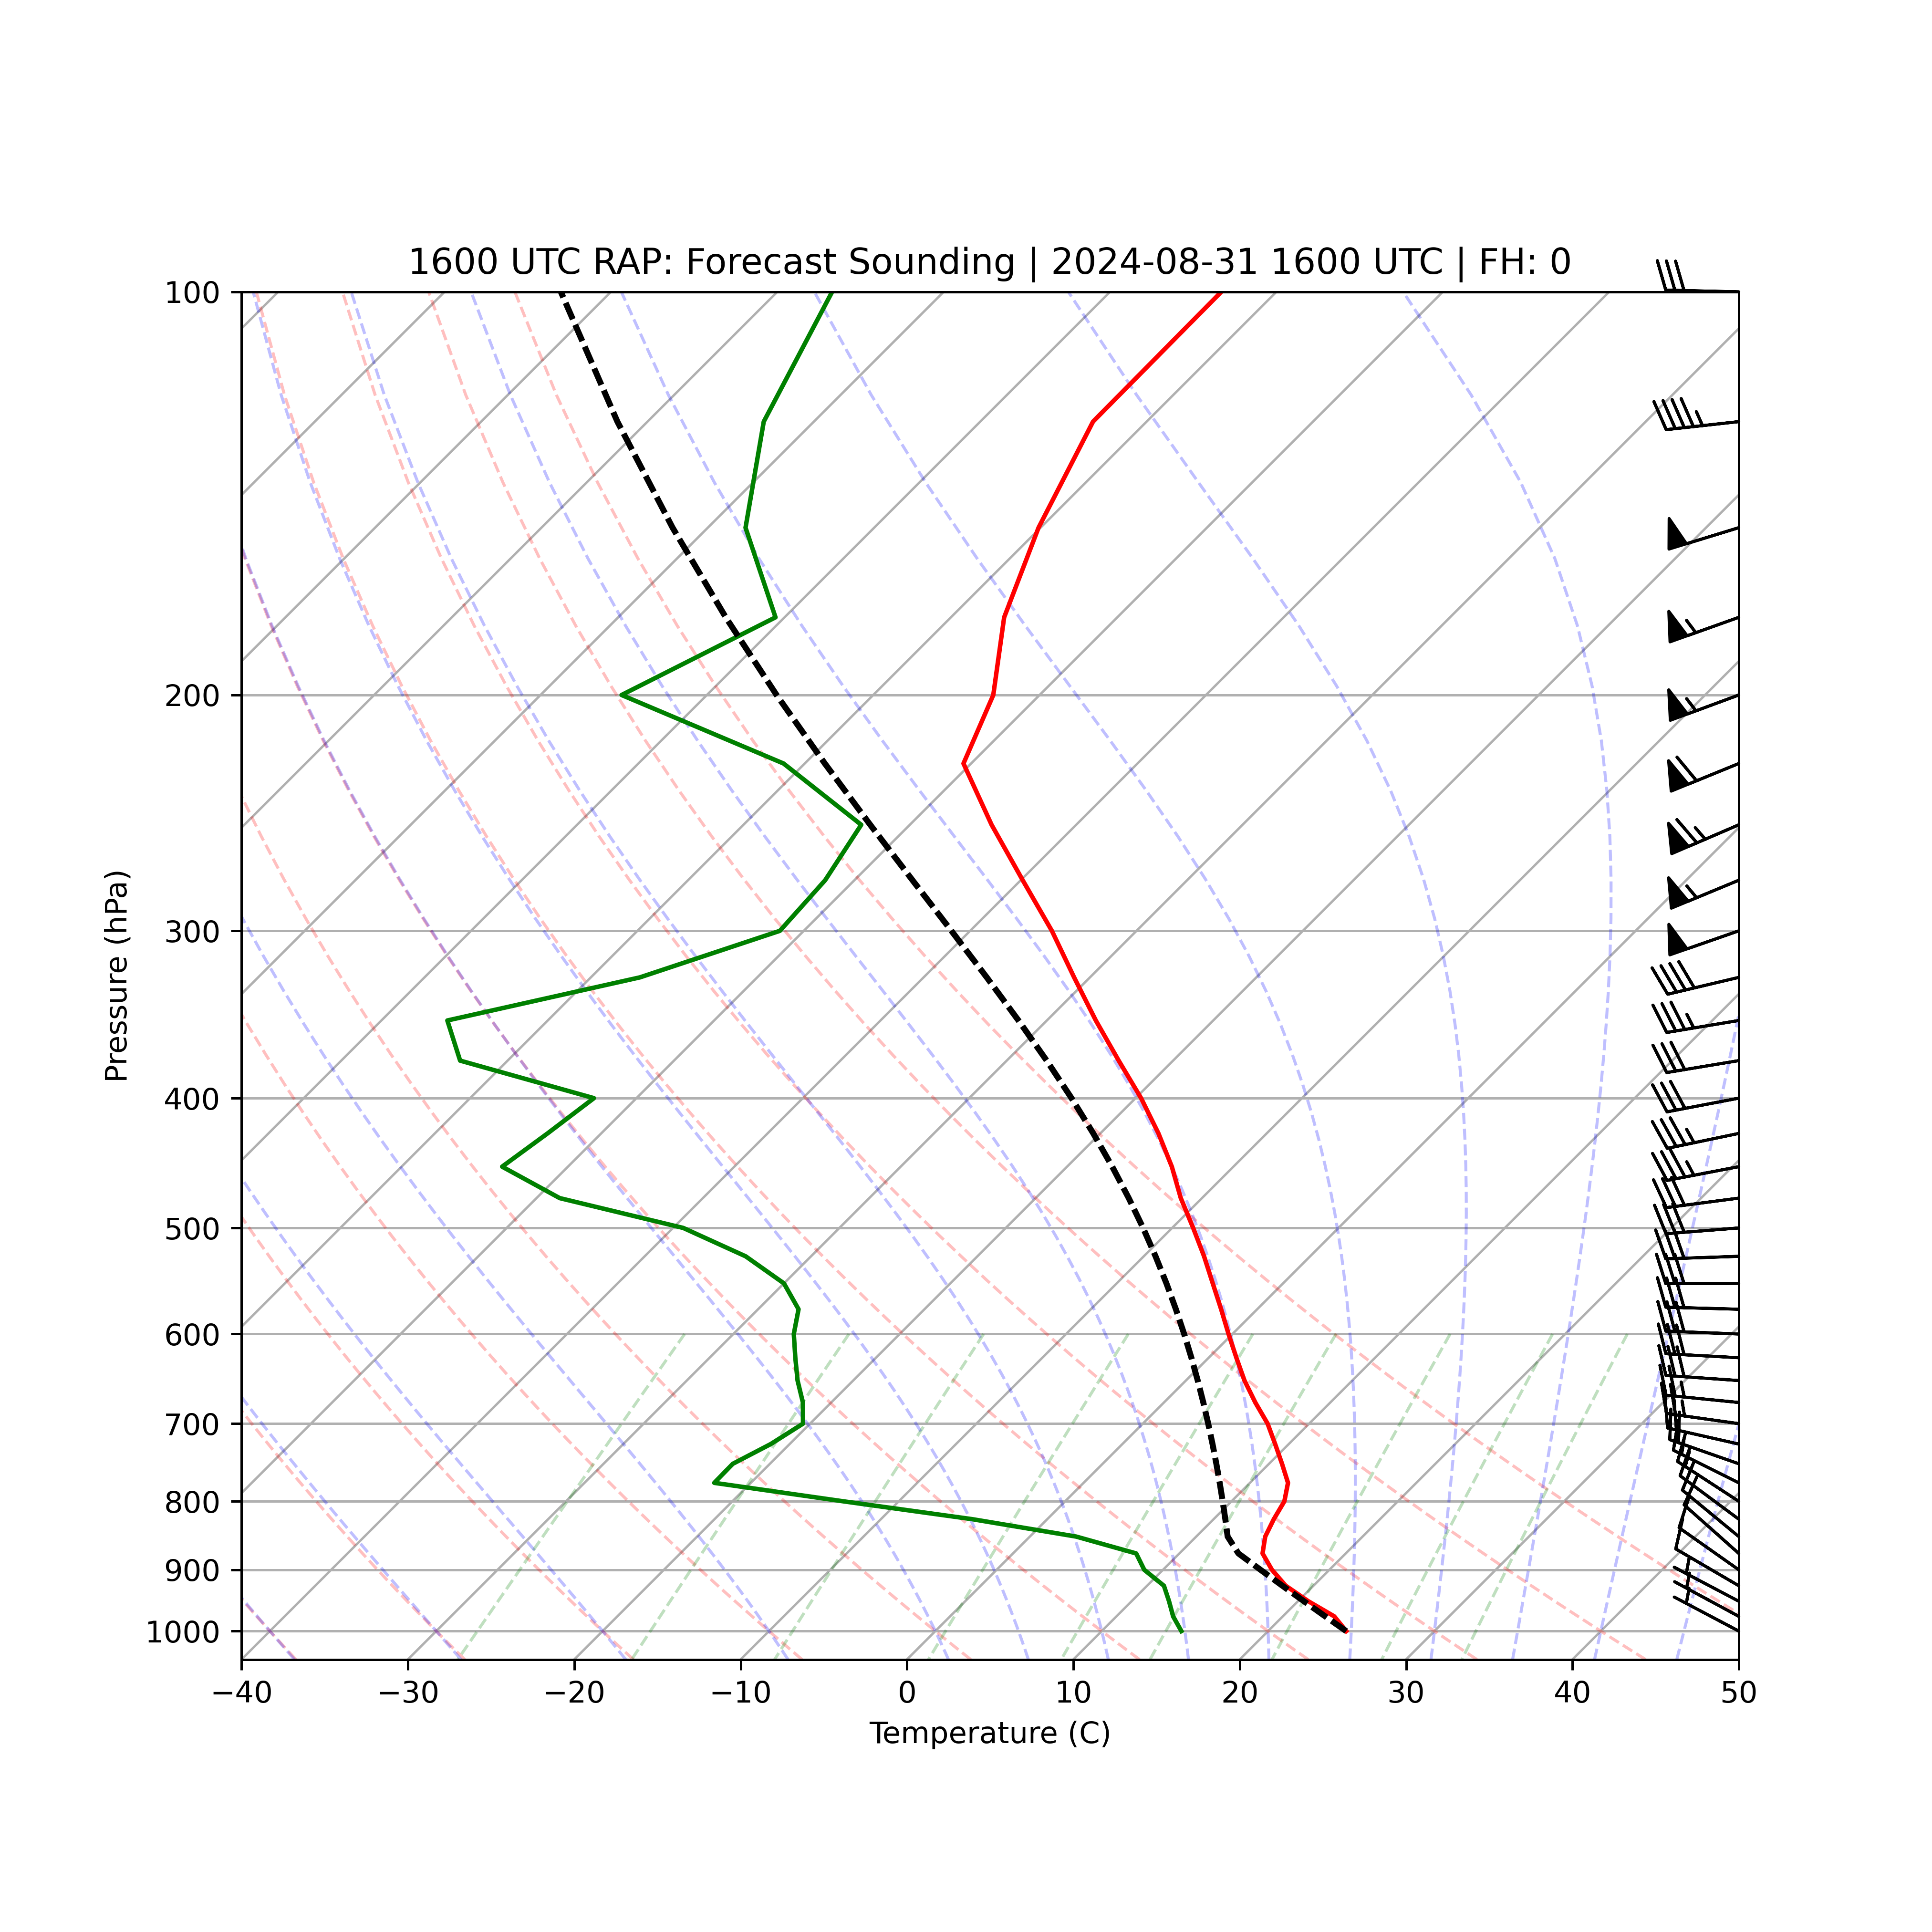 1600 UTC RAP: Forecast Sounding | 2024-08-31 1600 UTC | FH: 0
100
200
300
400
500
600
700
800
900
1000
Pressure (hPa)
−40 −30 −20 −10 0 10 20 30 40 50
Temperature (C)